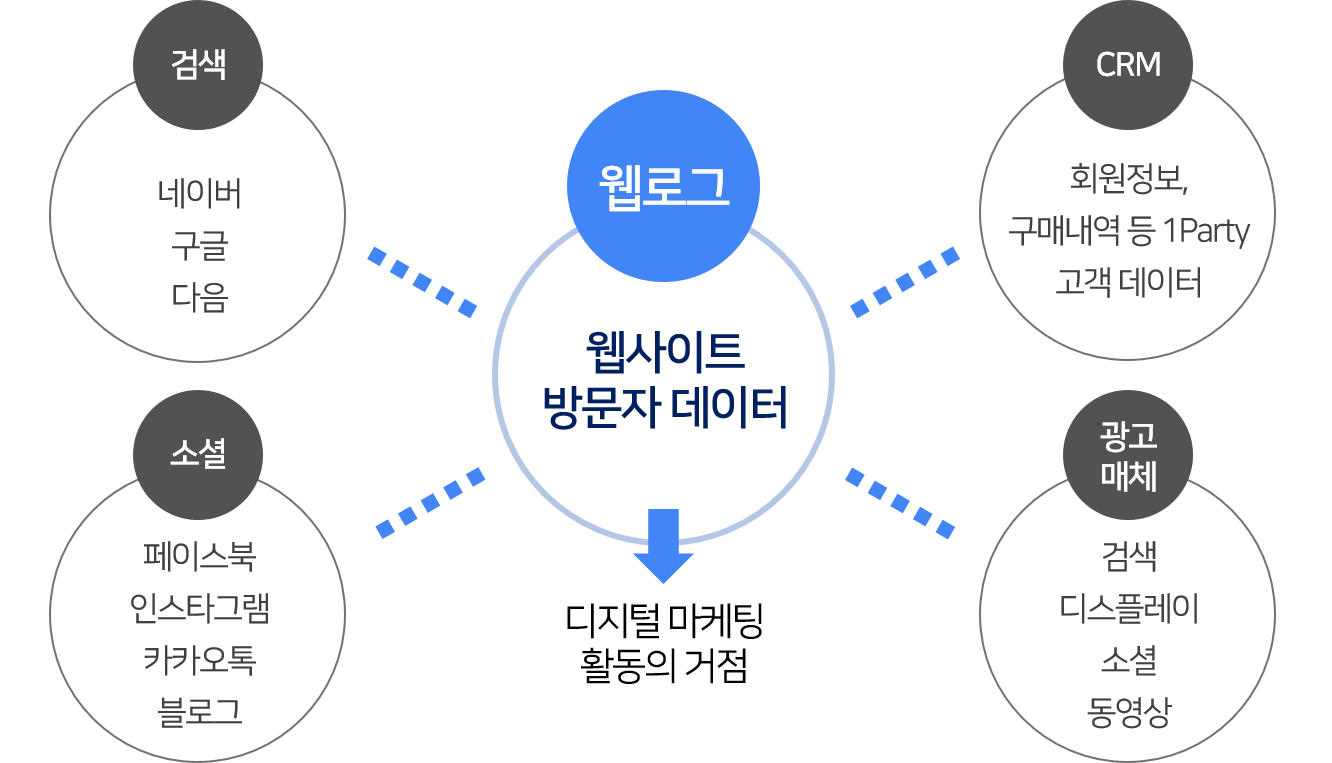 검색
네이버
구글
다음
CRM
회원정보,
구매내역 등 1Party
고객 데이터
웹로그
웹사이트
방문자 데이터
디지털 마케팅
활동의 거점
소셜
페이스북
인스타그램
카카오톡
블로그
광고
매체
검색
디스플레이
소셜
동영상